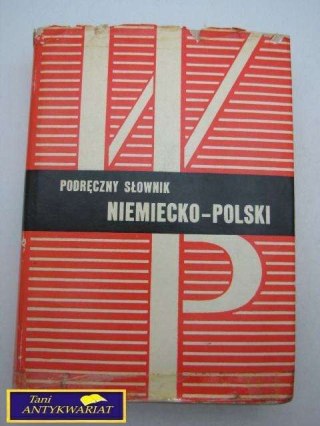 PODRĘCZNY SŁOWNIK
NIEMIECKO-POLSKI
Tani
ANTYKWARIAT